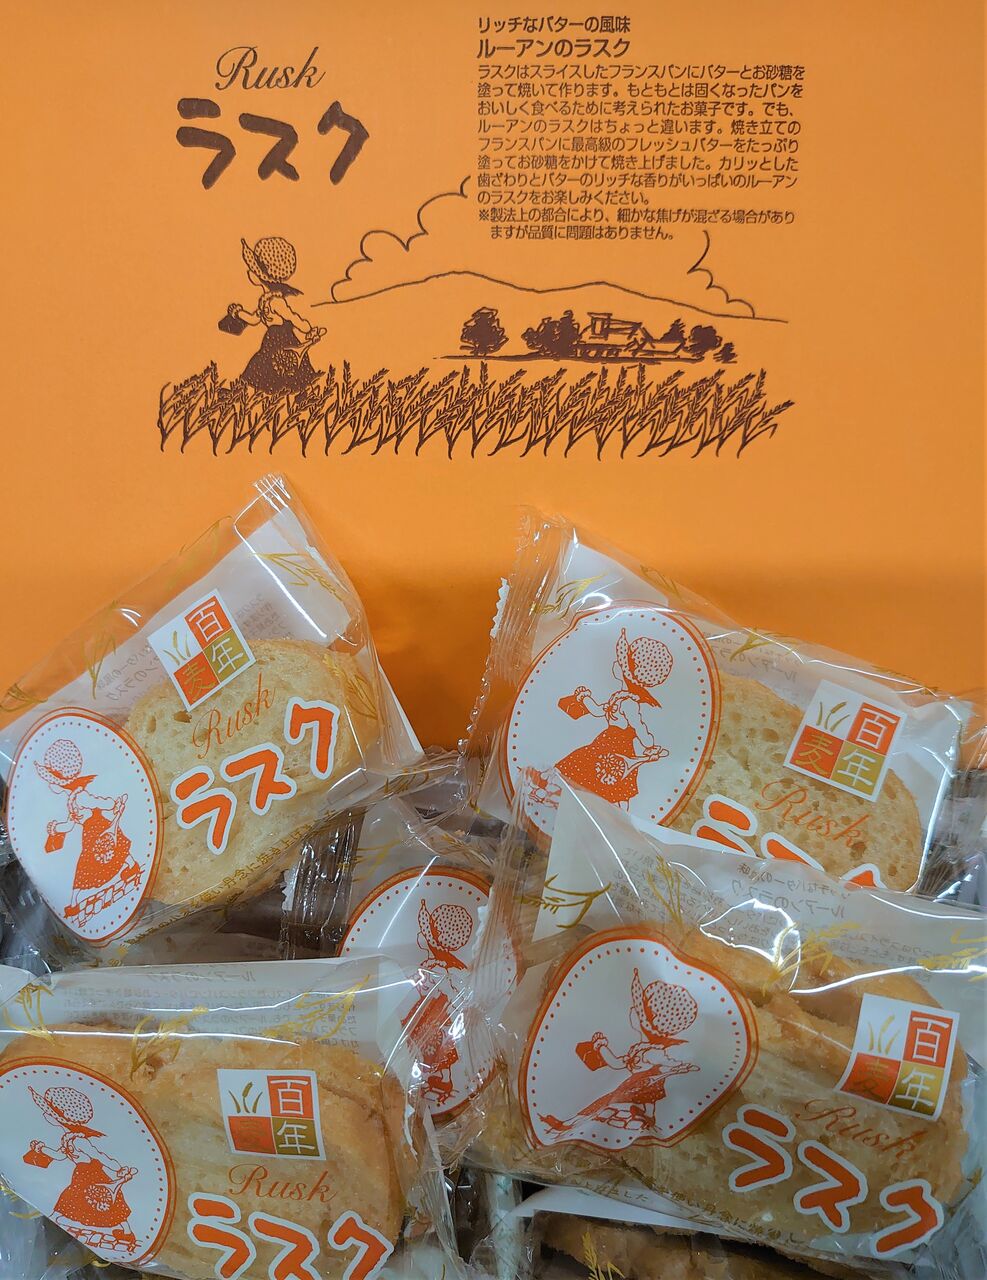 Rusk
ラスク
リッチなバターの風味
ルーアンのラスク
ラスクはスライスしたフランスパンにバターとお砂糖を
塗って焼いて作ります。もともとは固くなったパンを
おいしく食べるために考えられたお菓子です。でも、
ルーアンのラスクはちょっと違います。焼き立ての
フランスパンに最高級のフレッシュバターをたっぷり
塗ってお砂糖をかけて焼き上げました。カリッとした
歯ざわりとバターのリッチな香りがいっぱいのルーアン
のラスクをお楽しみください。
※製法上の都合により、細かな焦げが混ざる場合があり
ますが品質に問題はありません。
百年
麦
Rusk
ラスク
百年
麦
Rusk
ラスク
百年
麦
Rusk
ラスク
百年
麦
Rusk
ラスク